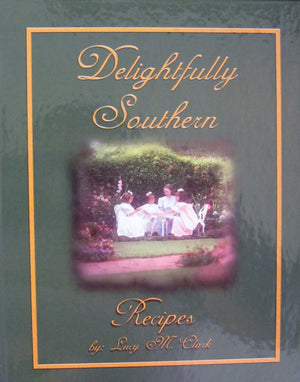 Delightfully
Southern
Recipes
by: Lucy M. Clark